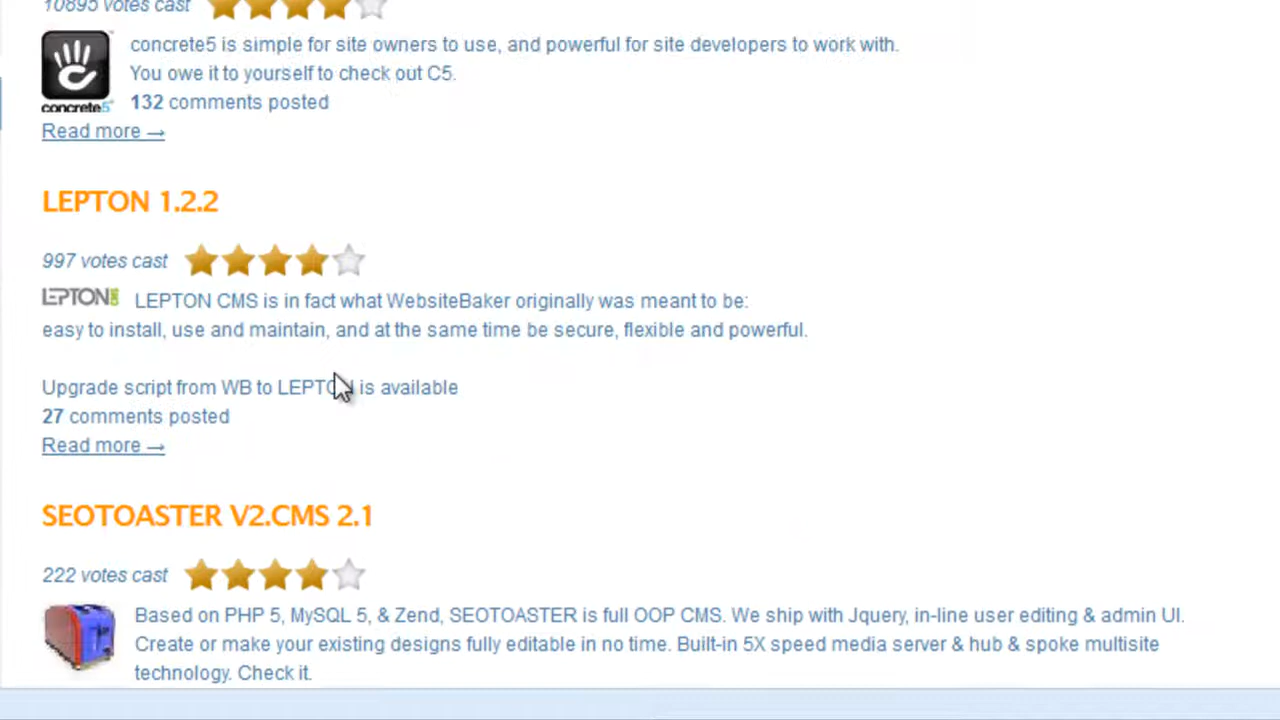 10895 votes cast
concrete5 is simple for site owners to use, and powerful for site developers to work with.
You owe it to yourself to check out C5.
concrete5
132 comments posted
Read more →
LEPTON 1.2.2
997 votes cast
LEPTON LEPTON CMS is in fact what WebsiteBaker originally was meant to be:
easy to install, use and maintain, and at the same time be secure, flexible and powerful.
Upgrade script from WB to LEPTON is available
27 comments posted
Read more →
SEOTOASTER V2.CMS 2.1
222 votes cast
Based on PHP 5, MySQL 5, & Zend, SEOTOASTER is full OOP CMS. We ship with Jquery, in-line user editing & admin UI.
Create or make your existing designs fully editable in no time. Built-in 5X speed media server & hub & spoke multisite
technology. Check it.